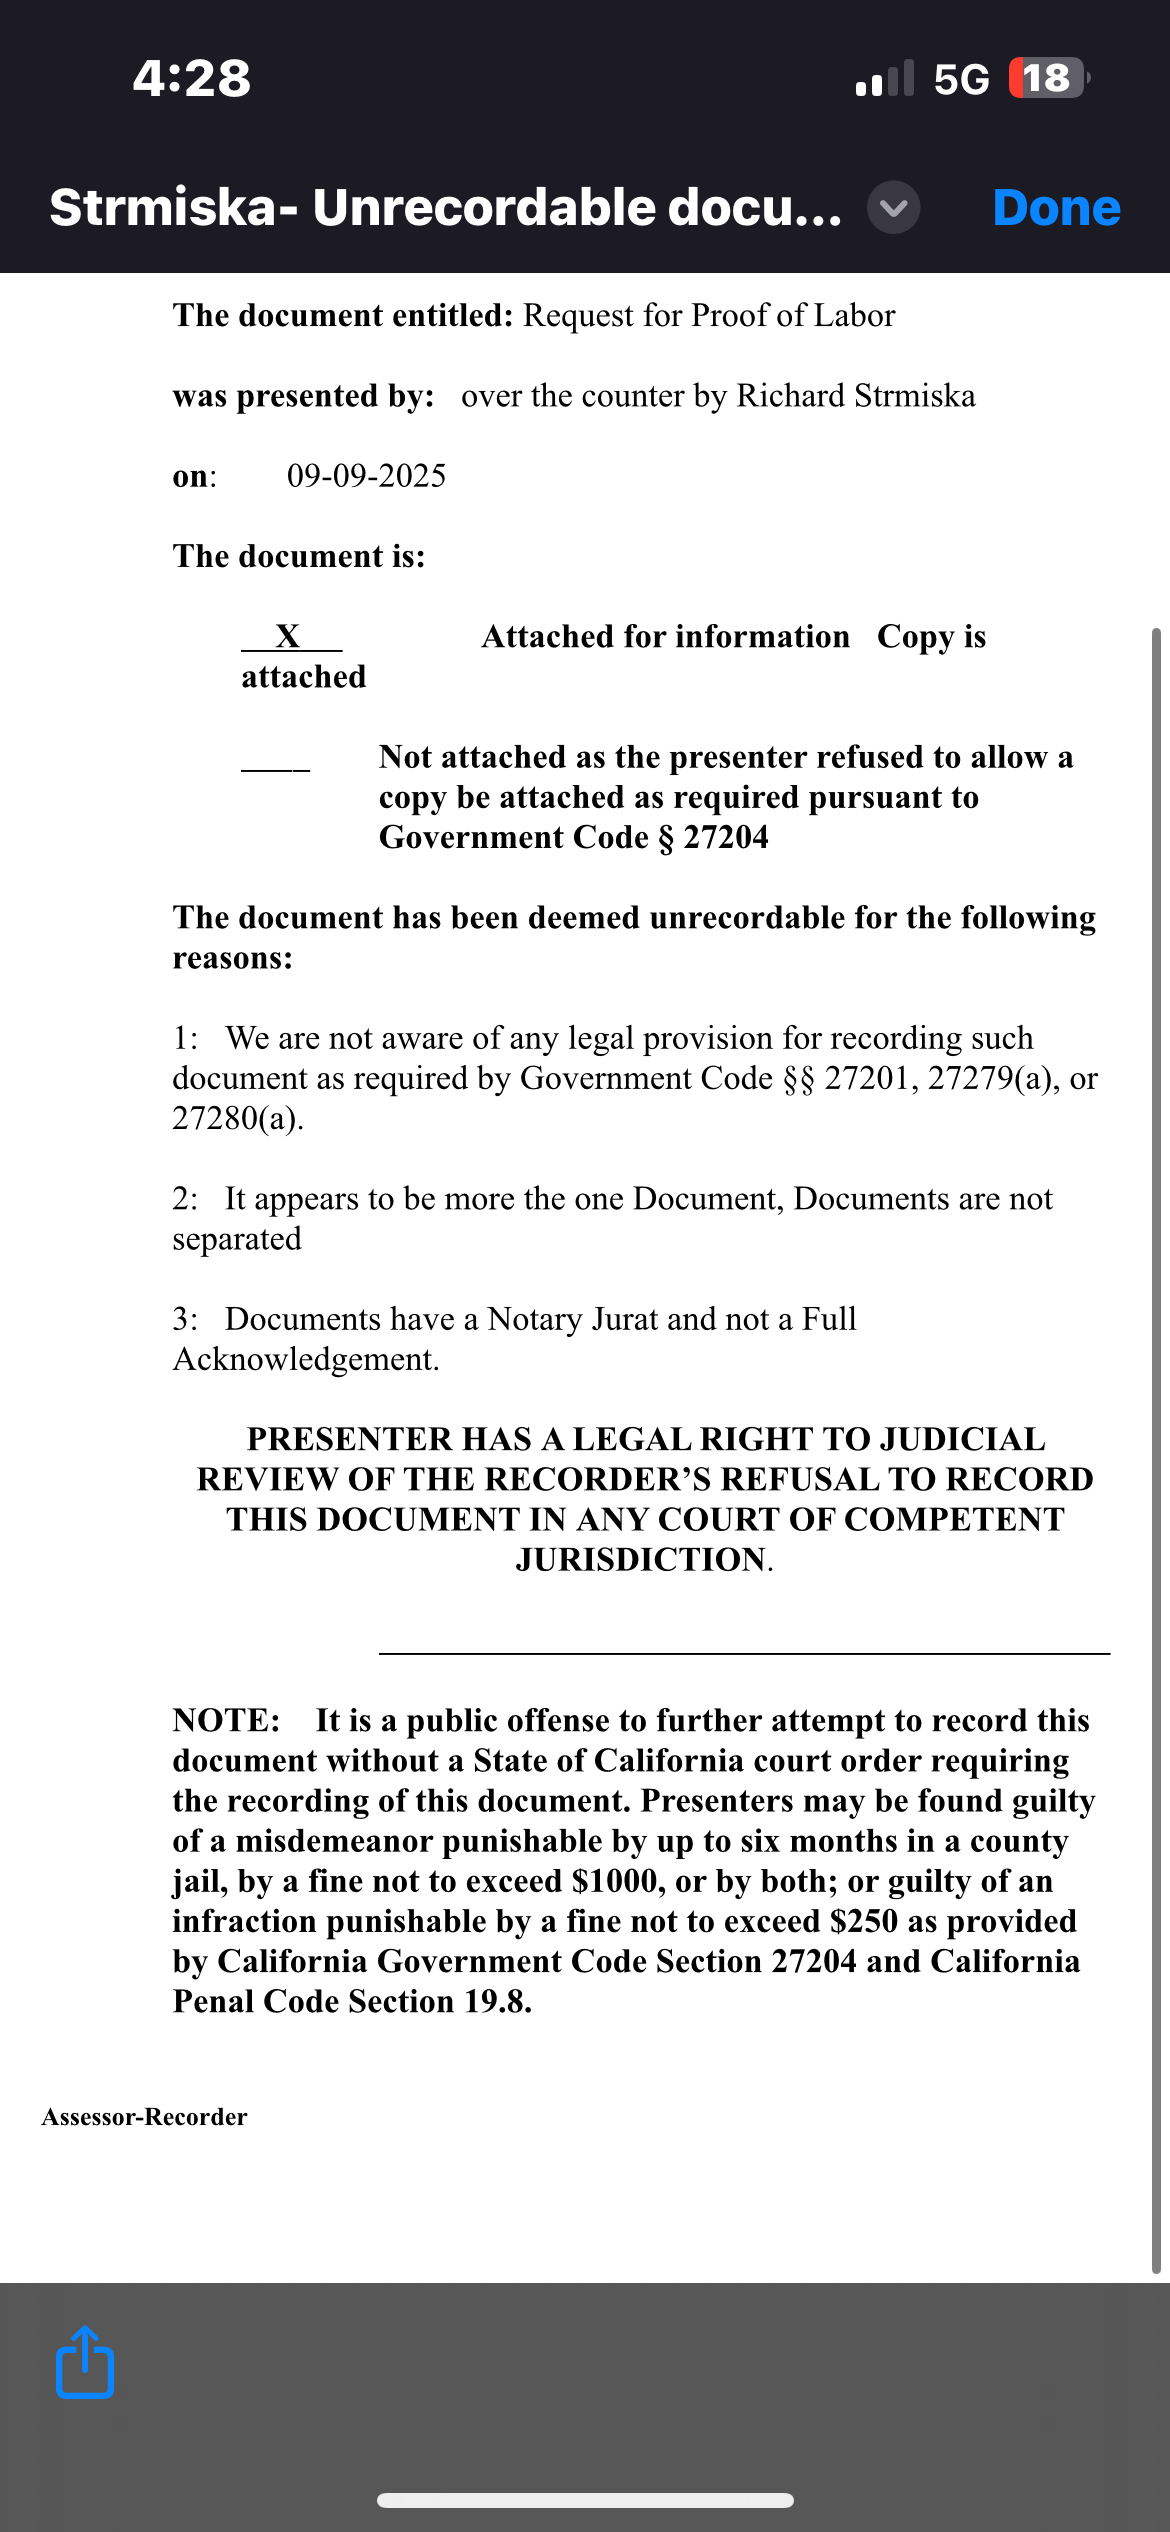 4:28
5G 18
Strmiska- Unrecordable docu...
Done
The document entitled: Request for Proof of Labor
was presented by: over the counter by Richard Strmiska
on: 09-09-2025
The document is:
__X___ Attached for information Copy is
attached
____ Not attached as the presenter refused to allow a
copy be attached as required pursuant to
Government Code § 27204
The document has been deemed unrecordable for the following
reasons:
1: We are not aware of any legal provision for recording such
document as required by Government Code §§ 27201, 27279(a), or
27280(a).
2: It appears to be more the one Document, Documents are not
separated
3: Documents have a Notary Jurat and not a Full
Acknowledgement.
PRESENTER HAS A LEGAL RIGHT TO JUDICIAL
REVIEW OF THE RECORDER’S REFUSAL TO RECORD
THIS DOCUMENT IN ANY COURT OF COMPETENT
JURISDICTION.
NOTE: It is a public offense to further attempt to record this
document without a State of California court order requiring
the recording of this document. Presenters may be found guilty
of a misdemeanor punishable by up to six months in a county
jail, by a fine not to exceed $1000, or by both; or guilty of an
infraction punishable by a fine not to exceed $250 as provided
by California Government Code Section 27204 and California
Penal Code Section 19.8.
Assessor-Recorder